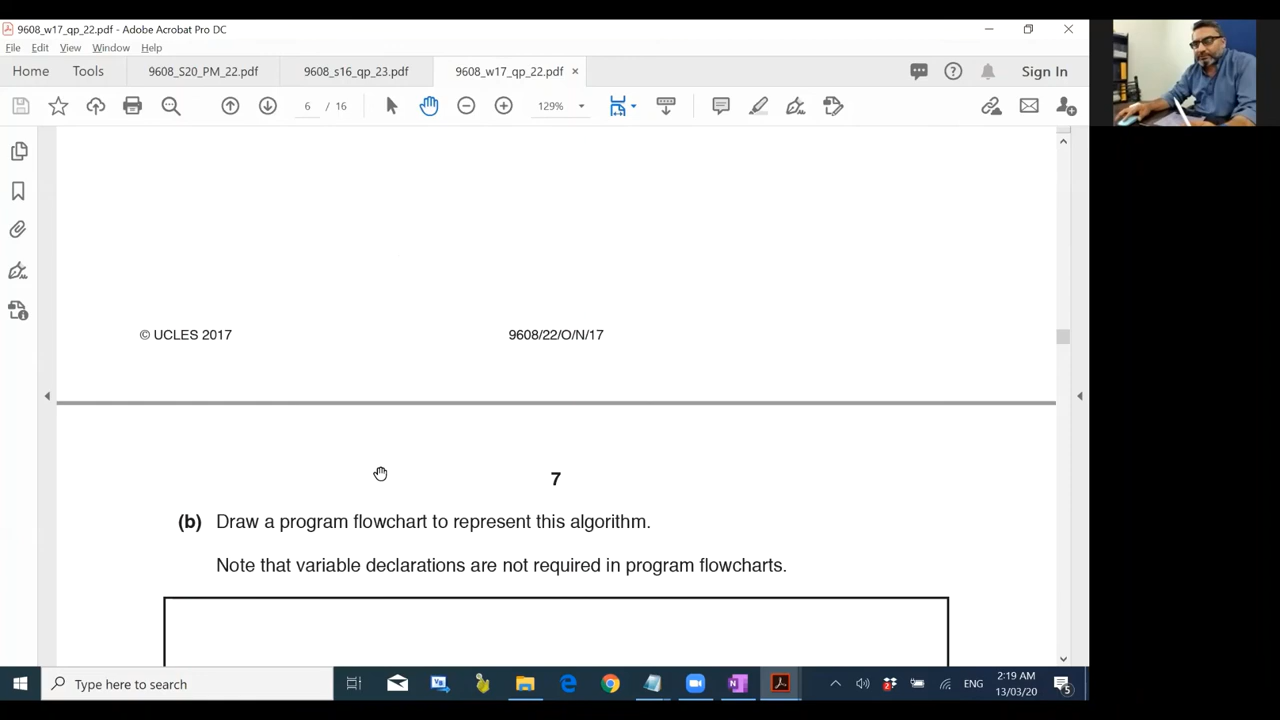 9608_w17_qp_22.pdf - Adobe Acrobat Pro DC
File Edit View Window Help
Home Tools 9608_S20_PM_22.pdf 9608_s16_qp_23.pdf 9608_w17_qp_22.pdf × Sign In
6 / 16 129%
© UCLES 2017 9608/22/O/N/17
7
(b) Draw a program flowchart to represent this algorithm.
Note that variable declarations are not required in program flowcharts.
Type here to search ENG 2:19 AM
13/03/20 5